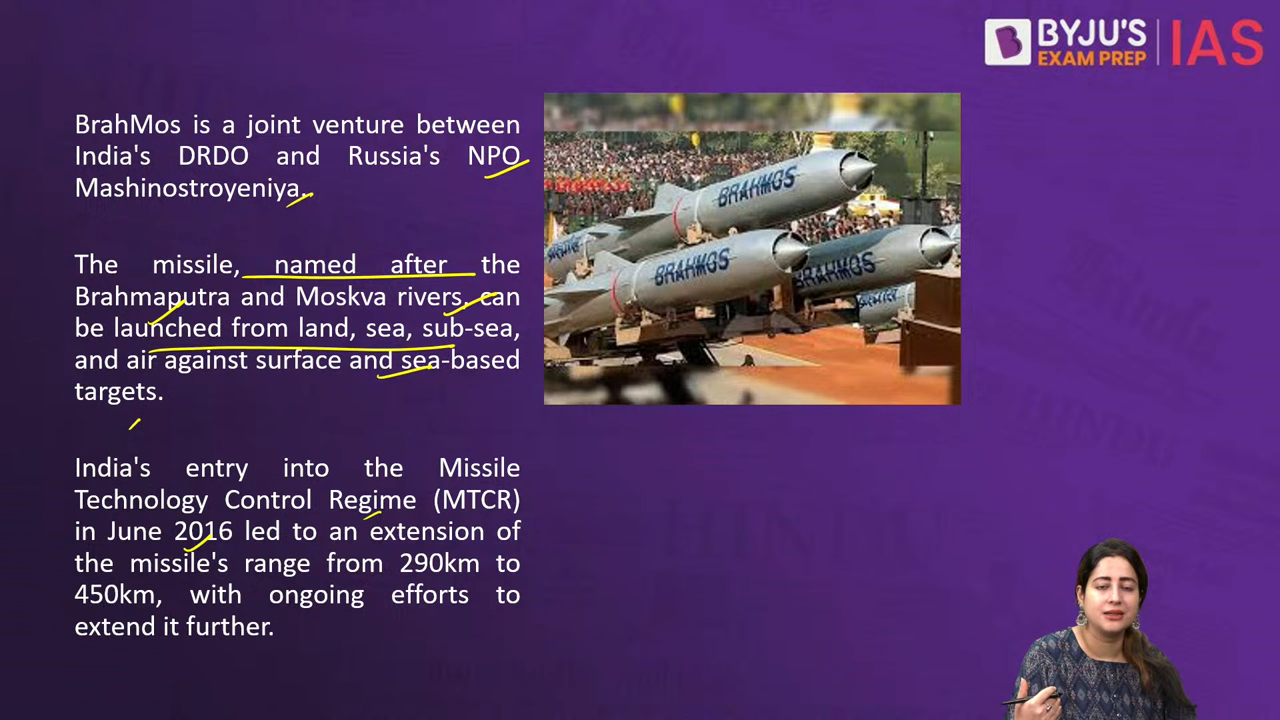 BYJU'S
EXAM PREP
IAS
BrahMos is a joint venture between
India's DRDO and Russia's NPO
Mashinostroyeniya.
The missile, named after the
Brahmaputra and Moskva rivers, can
be launched from land, sea, sub-sea,
and air against surface and sea-based
targets.
India's entry into the Missile
Technology Control Regime (MTCR)
in June 2016 led to an extension of
the missile's range from 290km to
450km, with ongoing efforts to
extend it further.
BRAHMOS
BRAHMOS
BRAHMOS